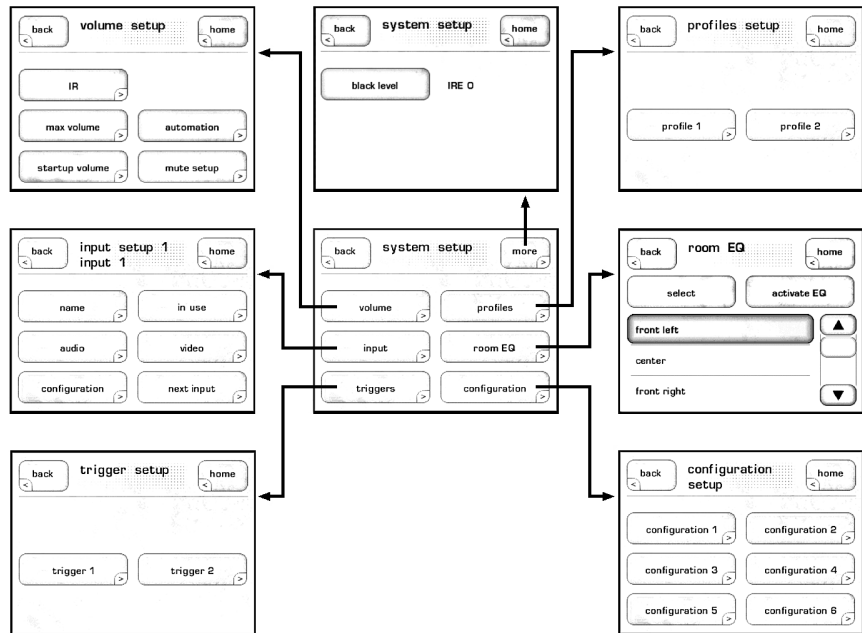 back volume setup home
IR
max volume automation
startup volume mute setup
back system setup home
black level IRE 0
back profiles setup home
profile 1 profile 2
back input setup 1 home
input 1
name in use
audio video
configuration next input
back system setup more
volume profiles
input room EQ
triggers configuration
back room EQ home
select activate EQ
front left
center
front right
back trigger setup home
trigger 1 trigger 2
back configuration home
setup
configuration 1 configuration 2
configuration 3 configuration 4
configuration 5 configuration 6